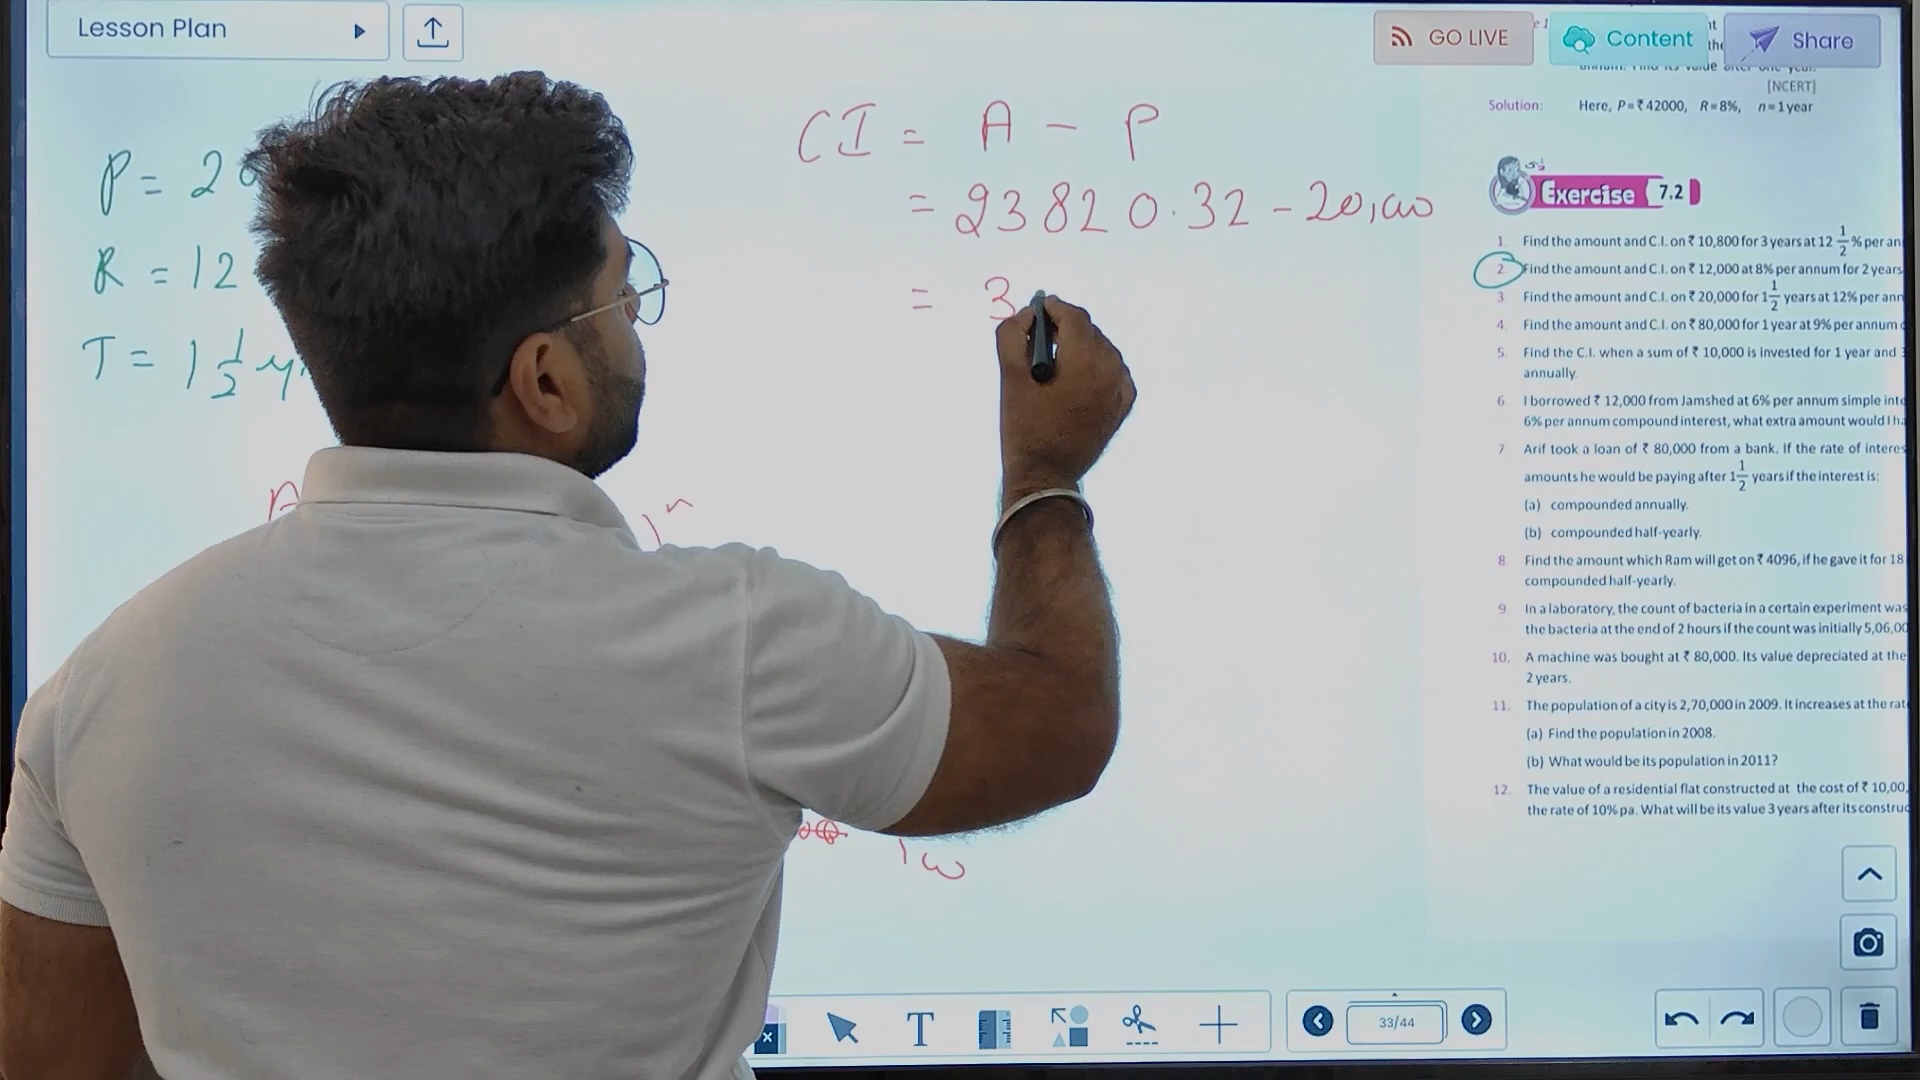 Lesson Plan
GO LIVE
Content
Share
[NCERT]
Solution: Here, P=₹42000, R=8%, n=1year
P = 2
R = 12
T = 1 1/2 y
CI = A - P
= 23820.32 - 20,000
= 3
Exercise 7.2
1. Find the amount and C.I. on ₹ 10,800 for 3 years at 12 1/2 % per an
2. Find the amount and C.I. on ₹ 12,000 at 8% per annum for 2 years
3. Find the amount and C.I. on ₹ 20,000 for 1 1/2 years at 12% per ann
4. Find the amount and C.I. on ₹ 80,000 for 1 year at 9% per annum
5. Find the C.I. when a sum of ₹ 10,000 is invested for 1 year and 3
annually.
6. I borrowed ₹ 12,000 from Jamshed at 6% per annum simple inte
6% per annum compound interest, what extra amount would I ha
7 Arif took a loan of ₹ 80,000 from a bank. If the rate of interes
amounts he would be paying after 1 1/2 years if the interest is:
(a) compounded annually.
(b) compounded half-yearly.
8. Find the amount which Ram will get on ₹ 4096, if he gave it for 18
compounded half-yearly.
9. In a laboratory, the count of bacteria in a certain experiment was
the bacteria at the end of 2 hours if the count was initially 5,06,00
10. A machine was bought at ₹ 80,000. Its value depreciated at the
2 years.
11. The population of a city is 2,70,000 in 2009. It increases at the rat
(a) Find the population in 2008.
(b) What would be its population in 2011?
12. The value of a residential flat constructed at the cost of ₹ 10,00,
the rate of 10% pa. What will be its value 3 years after its construc
A
)ⁿ
100
T
33/44